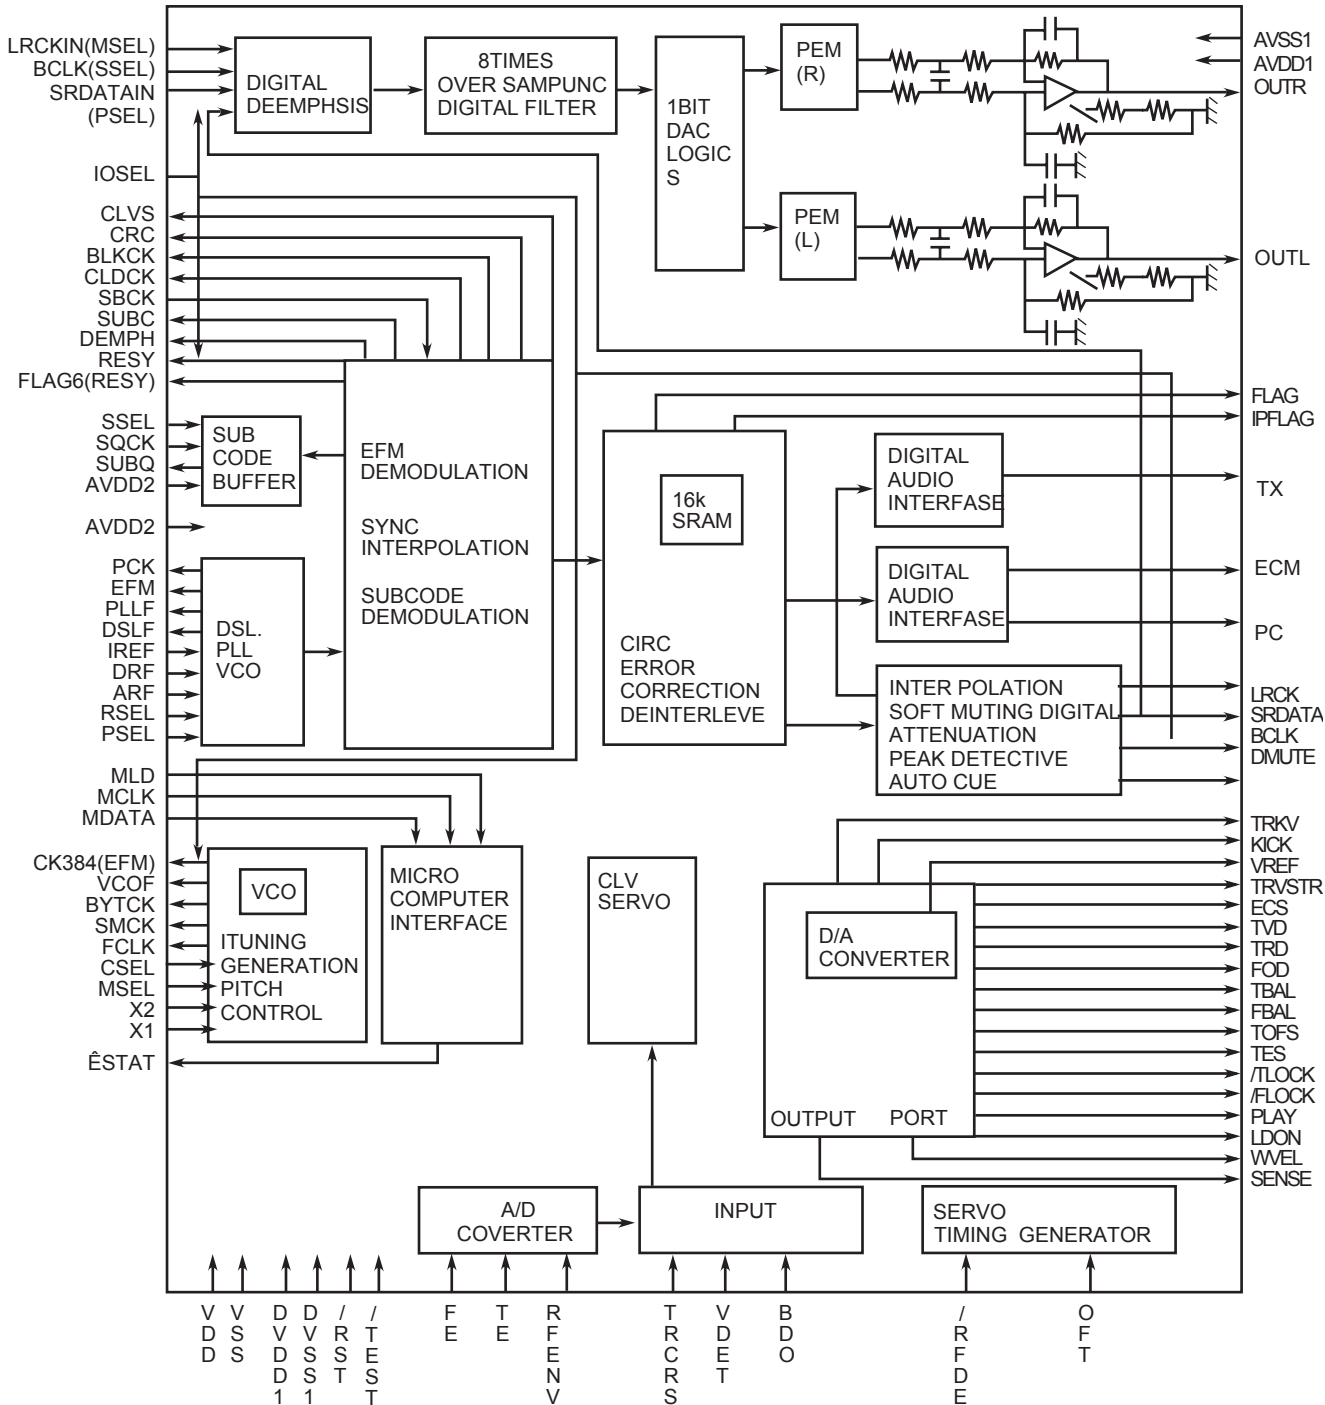 LRCKIN(MSEL)
BCLK(SSEL)
SRDATAIN
(PSEL)
IOSEL
CLVS
CRC
BLKCK
CLDCK
SBCK
SUBC
DEMPH
RESY
FLAG6(RESY)
SSEL
SQCK
SUBQ
AVDD2
AVDD2
PCK
EFM
PLLF
DSLF
IREF
DRF
ARF
RSEL
PSEL
MLD
MCLK
MDATA
CK384(EFM)
VCOF
BYTCK
SMCK
FCLK
CSEL
MSEL
X2
X1
ÊSTAT
DIGITAL
DEEMPHSIS
8TIMES
OVER SAMPUNC
DIGITAL FILTER
1BIT
DAC
LOGIC
S
PEM
(R)
PEM
(L)
SUB
CODE
BUFFER
DSL.
PLL
VCO
EFM
DEMODULATION
SYNC
INTERPOLATION
SUBCODE
DEMODULATION
16k
SRAM
CIRC
ERROR
CORRECTION
DEINTERLEVE
DIGITAL
AUDIO
INTERFASE
DIGITAL
AUDIO
INTERFASE
INTER POLATION
SOFT MUTING DIGITAL
ATTENUATION
PEAK DETECTIVE
AUTO CUE
VCO
ITUNING
GENERATION
PITCH
CONTROL
MICRO
COMPUTER
INTERFACE
CLV
SERVO
D/A
CONVERTER
OUTPUT PORT
A/D
COVERTER
INPUT
SERVO
TIMING GENERATOR
AVSS1
AVDD1
OUTR
OUTL
FLAG
IPFLAG
TX
ECM
PC
LRCK
SRDATA
BCLK
DMUTE
TRKV
KICK
VREF
TRVSTR
ECS
TVD
TRD
FOD
TBAL
FBAL
TOFS
TES
/TLOCK
/FLOCK
PLAY
LDON
WVEL
SENSE
VDD
VSS
DVDD1
DVSS1
/RST
/TEST
FE
TE
RFENV
TRCRS
VDET
BDO
/RFDE
OFT